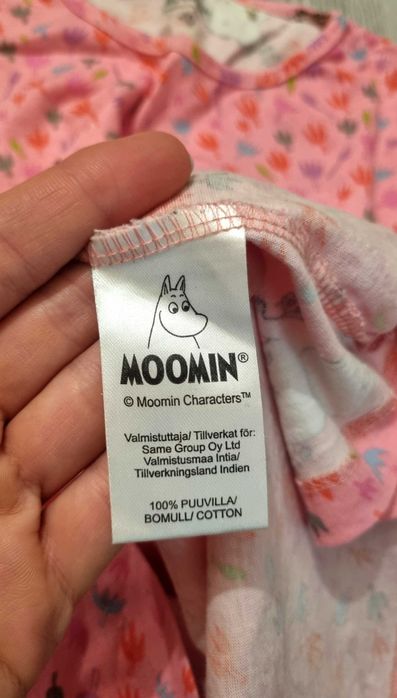 MOOMIN®
© Moomin Characters™
Valmistuttaja/ Tillverkat för:
Same Group Oy Ltd
Valmistusmaa Intia/
Tillverkningsland Indien
100% PUUVILLA/
BOMULL/ COTTON